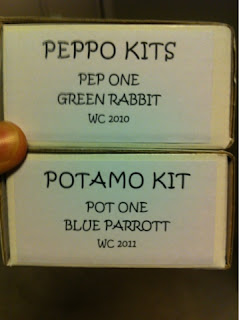 PEPPO KITS
PEP ONE
GREEN RABBIT
WC 2010
POTAMO KIT
POT ONE
BLUE PARROTT
WC 2011